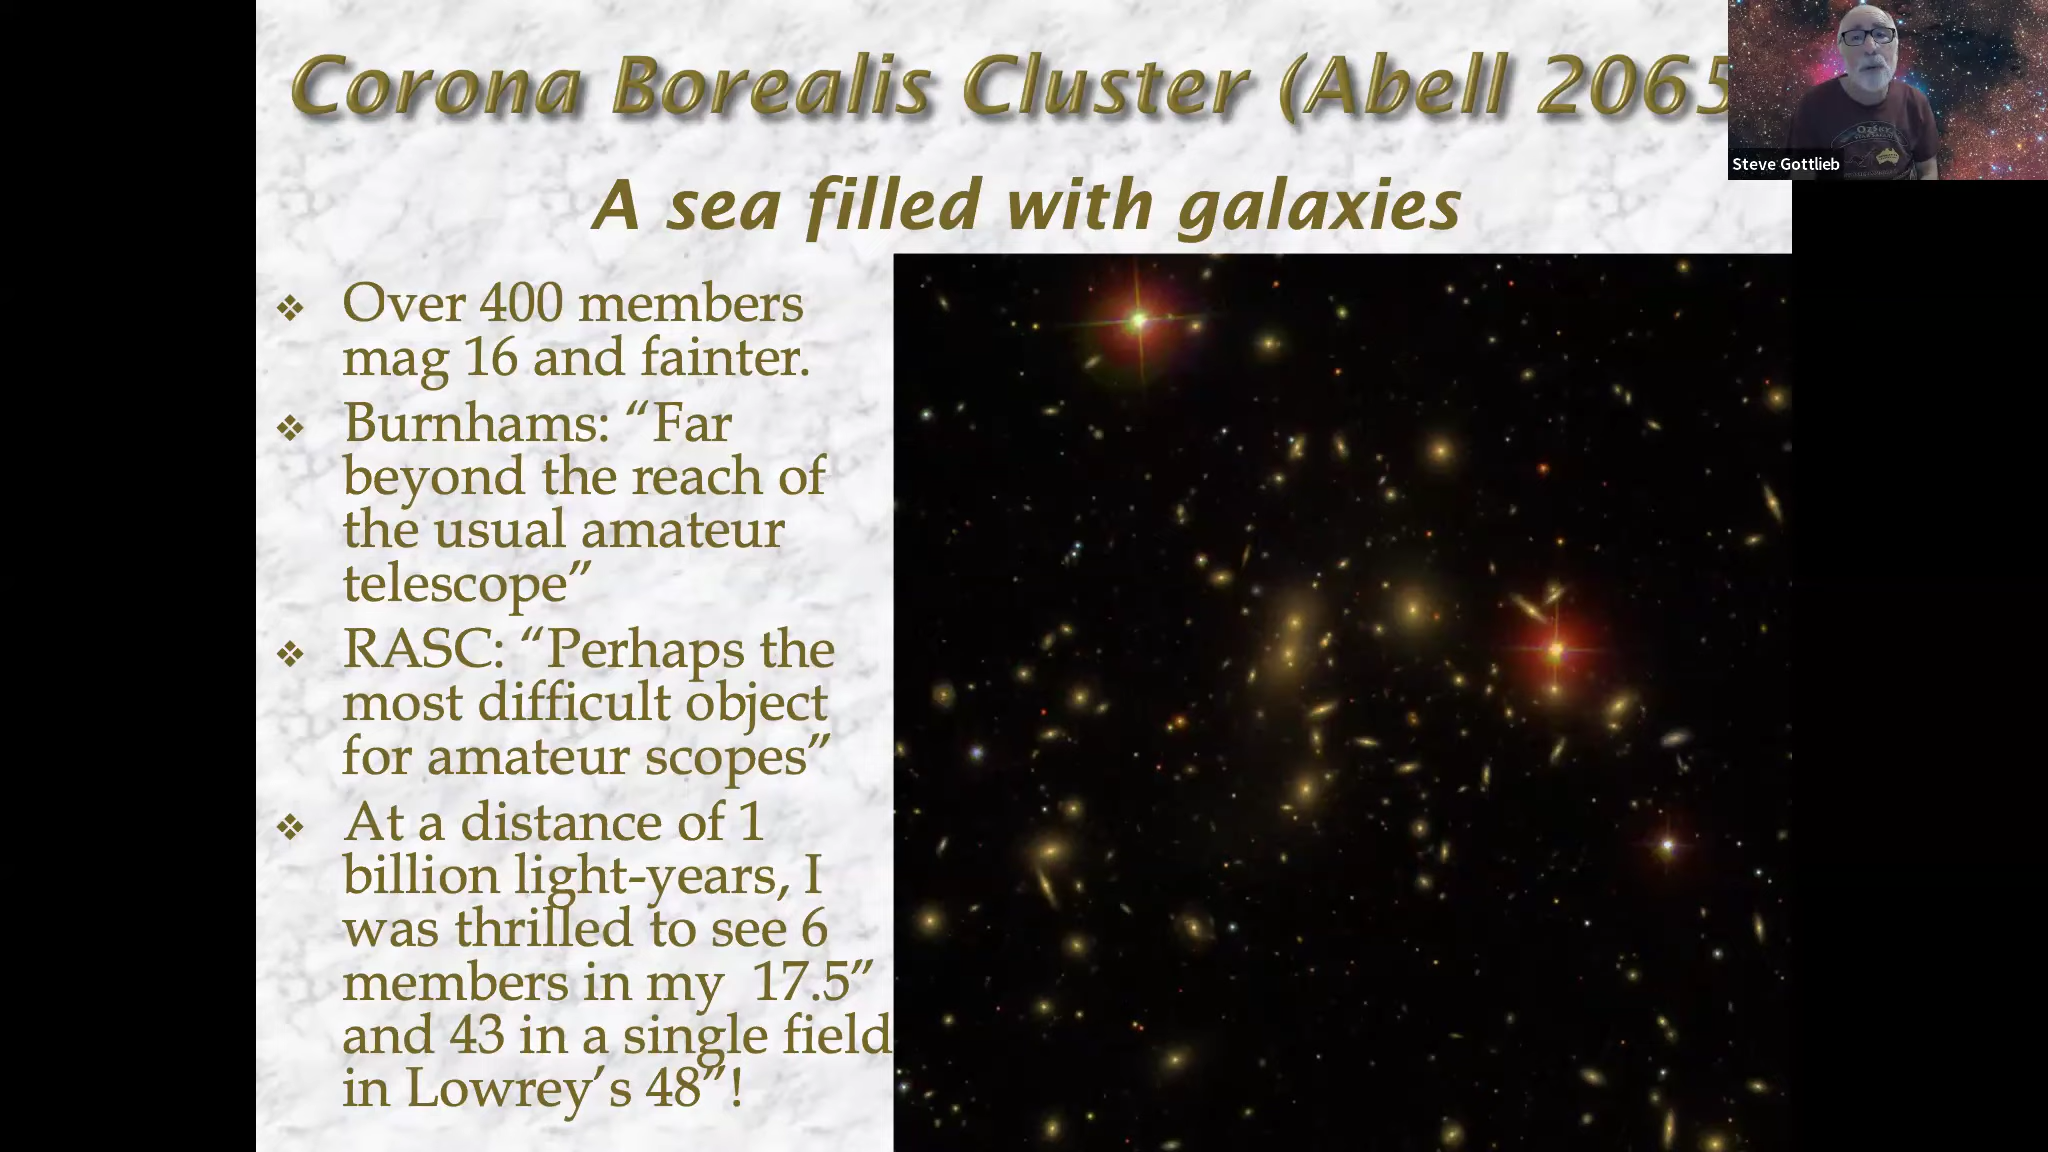 Corona Borealis Cluster (Abell 2065
A sea filled with galaxies
Steve Gottlieb
❖ Over 400 members
mag 16 and fainter.
❖ Burnhams: “Far
beyond the reach of
the usual amateur
telescope”
❖ RASC: “Perhaps the
most difficult object
for amateur scopes”
❖ At a distance of 1
billion light-years, I
was thrilled to see 6
members in my  17.5”
and 43 in a single field
in Lowrey’s 48”!